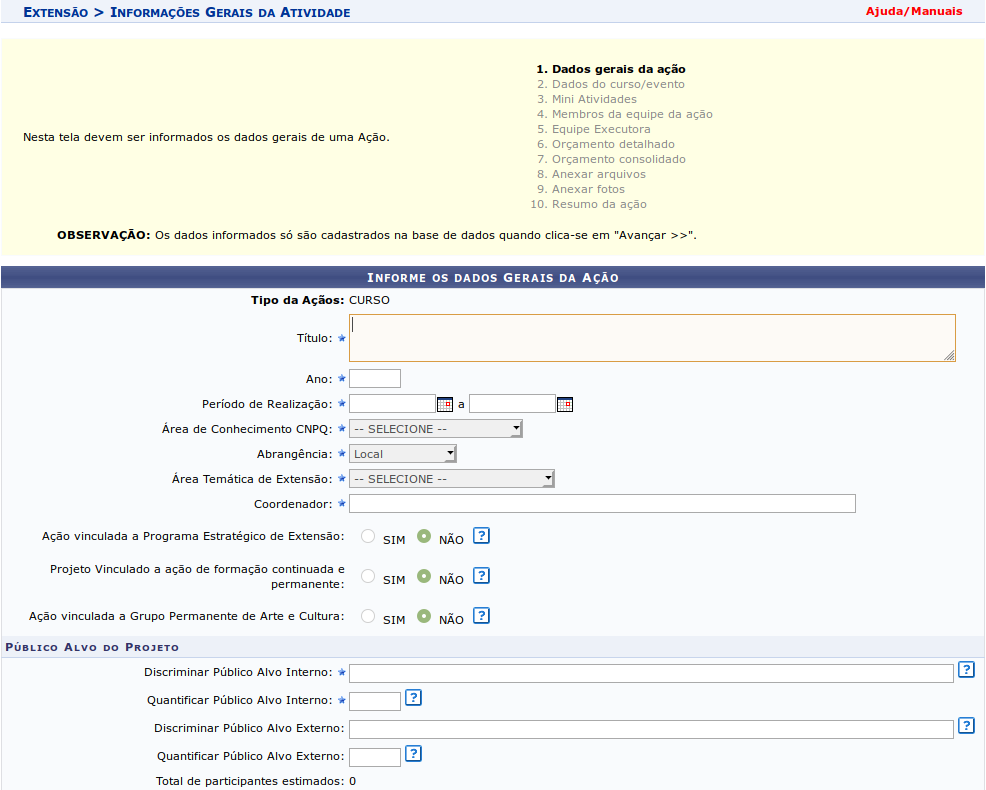 Extensão > Informações Gerais da Atividade
Ajuda/Manuais
Nesta tela devem ser informados os dados gerais de uma Ação.
1. Dados gerais da ação
2. Dados do curso/evento
3. Mini Atividades
4. Membros da equipe da ação
5. Equipe Executora
6. Orçamento detalhado
7. Orçamento consolidado
8. Anexar arquivos
9. Anexar fotos
10. Resumo da ação
OBSERVAÇÃO: Os dados informados só são cadastrados na base de dados quando clica-se em "Avançar >>".
Informe os dados Gerais da Ação
Tipo da Açãos: CURSO
Título:
Ano:
Período de Realização: a
Área de Conhecimento CNPQ: -- SELECIONE --
Abrangência: Local
Área Temática de Extensão: -- SELECIONE --
Coordenador:
Ação vinculada a Programa Estratégico de Extensão: SIM NÃO ?
Projeto Vinculado a ação de formação continuada e
permanente: SIM NÃO ?
Ação vinculada a Grupo Permanente de Arte e Cultura: SIM NÃO ?
Público Alvo do Projeto
Discriminar Público Alvo Interno: ?
Quantificar Público Alvo Interno: ?
Discriminar Público Alvo Externo: ?
Quantificar Público Alvo Externo: ?
Total de participantes estimados: 0